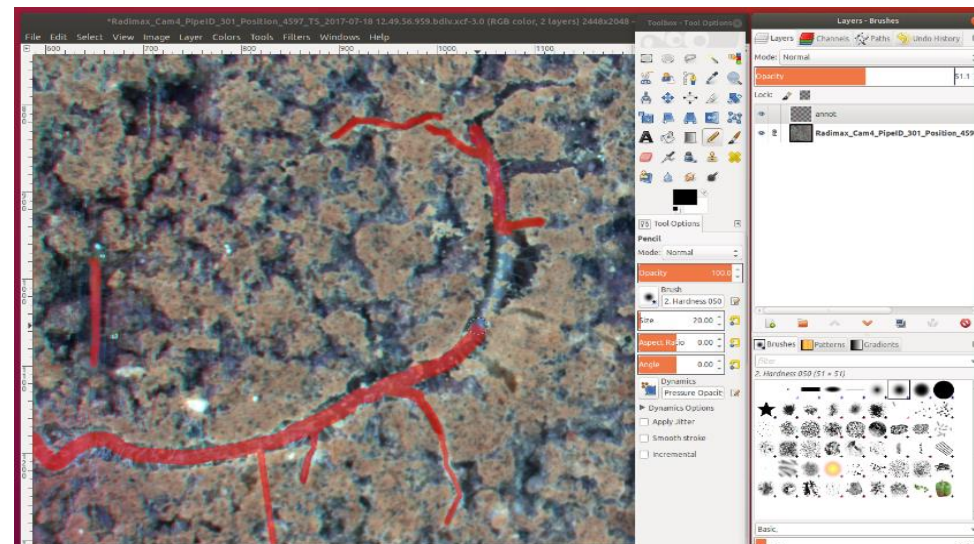 *Radimax_Cam4_PipeID_301_Position_4597_TS_2017-07-18 12.49.56.959.bdlv.xcf-3.0 (RGB color, 2 layers) 2448x2048
Toolbox - Tool Options
Layers - Brushes
File Edit Select View Image Layer Colors Tools Filters Windows Help
Layers Channels Paths Undo History
600 700 800 900 1000 1100
Mode: Normal
Opacity 51.1
Lock:
annot
Radimax_Cam4_PipeID_301_Position_459
Tool Options
Pencil
Mode: Normal
Opacity 100.0
Brush
2. Hardness 050
Size 20.00
Aspect Ratio 0.00
Angle 0.00
Dynamics
Pressure Opacit
Dynamics Options
Apply Jitter
Smooth stroke
Incremental
Brushes Patterns Gradients
filter
2. Hardness 050 (51 × 51)
Basic,